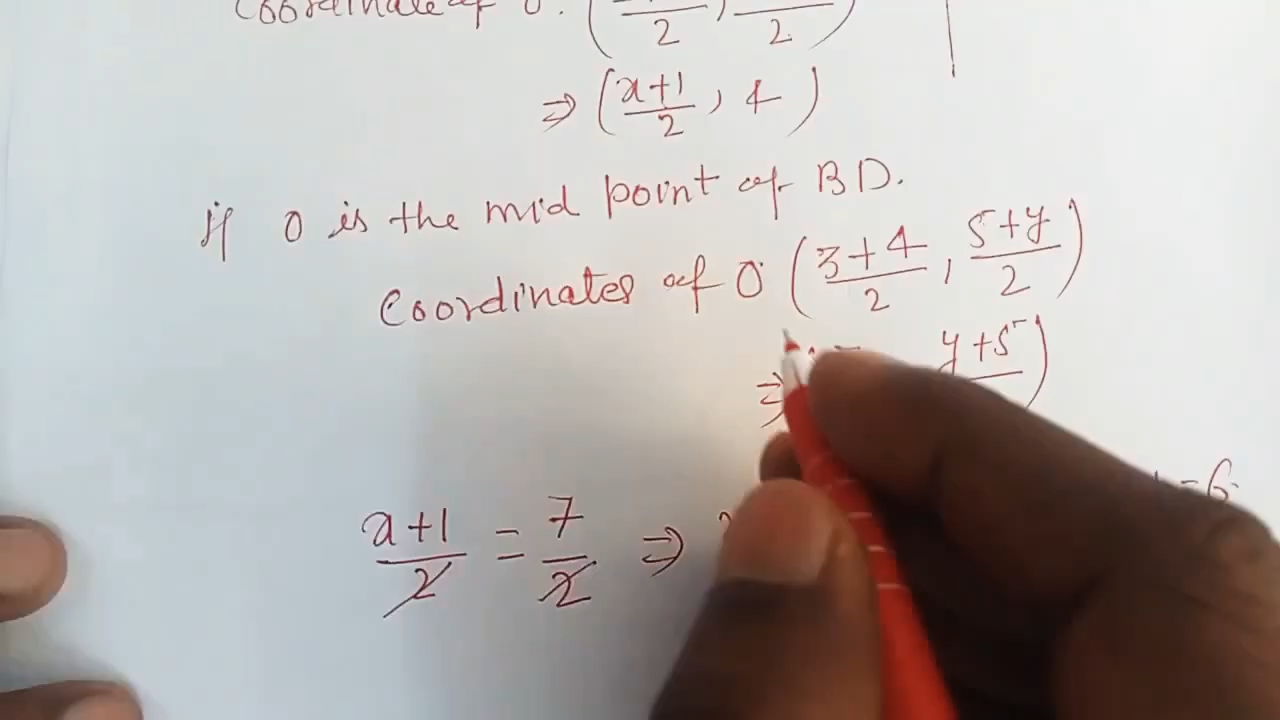 Coordinate of O.
2 2
⇒ (x+1/2, 4)
if O is the mid point of BD.
Coordinates of O (3+4/2, 5+y/2)
⇒ y+5)
x+1/2 = 7/2 ⇒
= 6